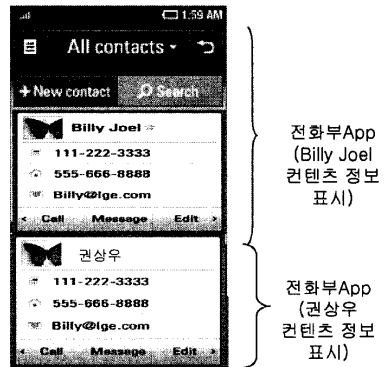 1:59 AM
All contacts
+ New contact Search
Billy Joel
111-222-3333
555-666-8888
Billy@lge.com
< Call Message Edit >
권상우
111-222-3333
555-666-8888
Billy@lge.com
< Call Message Edit >
전화부App
(Billy Joel
컨텐츠 정보
표시)
전화부App
(권상우
컨텐츠 정보
표시)